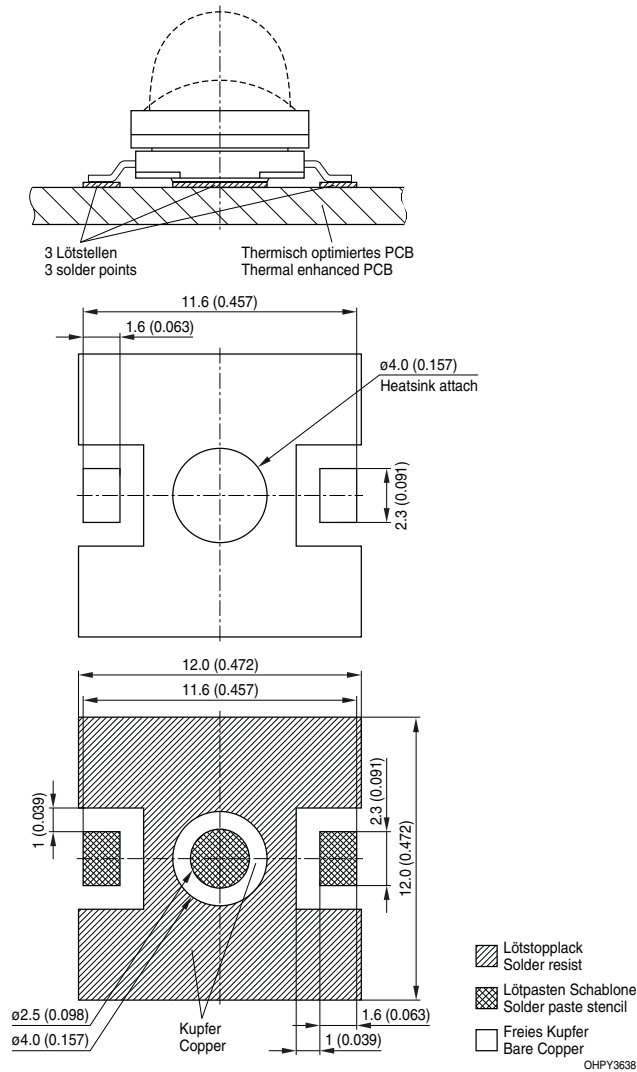 3 Lötstellen
3 solder points
Thermisch optimiertes PCB
Thermal enhanced PCB
11.6 (0.457)
1.6 (0.063)
ø4.0 (0.157)
Heatsink attach
2.3 (0.091)
12.0 (0.472)
11.6 (0.457)
1 (0.039)
2.3 (0.091)
12.0 (0.472)
ø2.5 (0.098)
ø4.0 (0.157)
Kupfer
Copper
1.6 (0.063)
1 (0.039)
Lötstopplack
Solder resist
Lötpasten Schablone
Solder paste stencil
Freies Kupfer
Bare Copper
OHPY3638